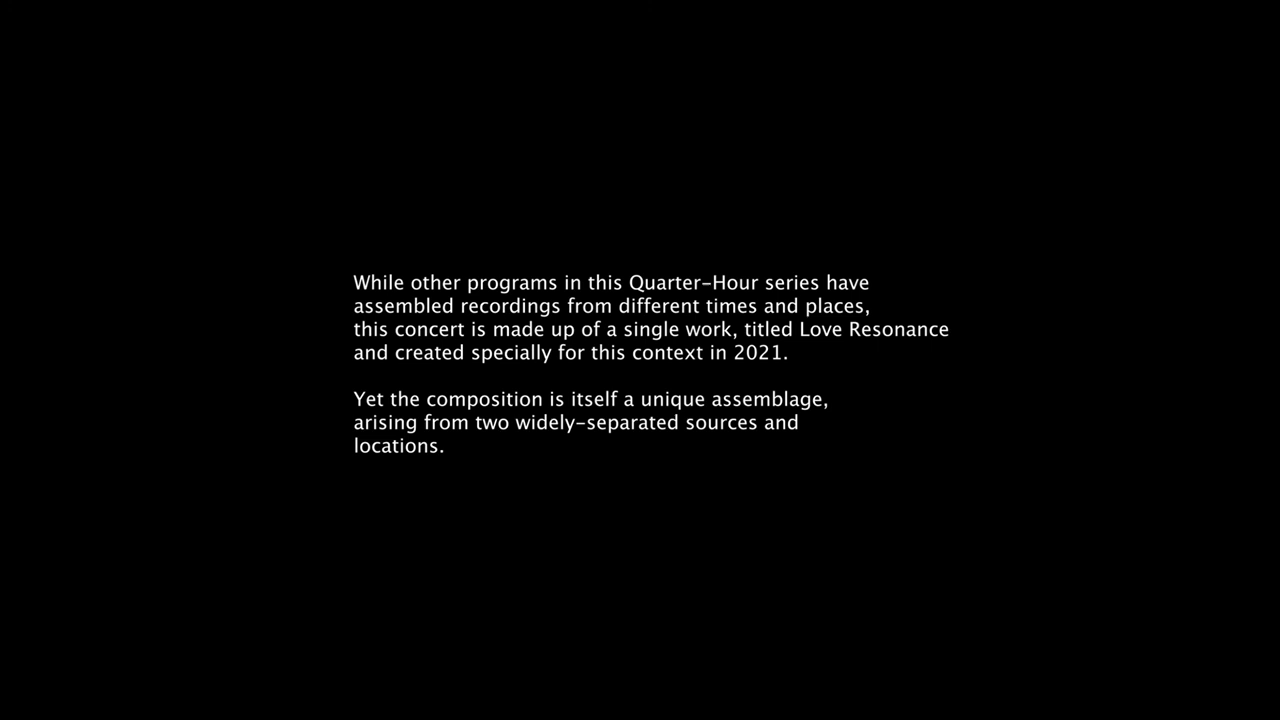 While other programs in this Quarter-Hour series have
assembled recordings from different times and places,
this concert is made up of a single work, titled Love Resonance
and created specially for this context in 2021.
Yet the composition is itself a unique assemblage,
arising from two widely-separated sources and
locations.